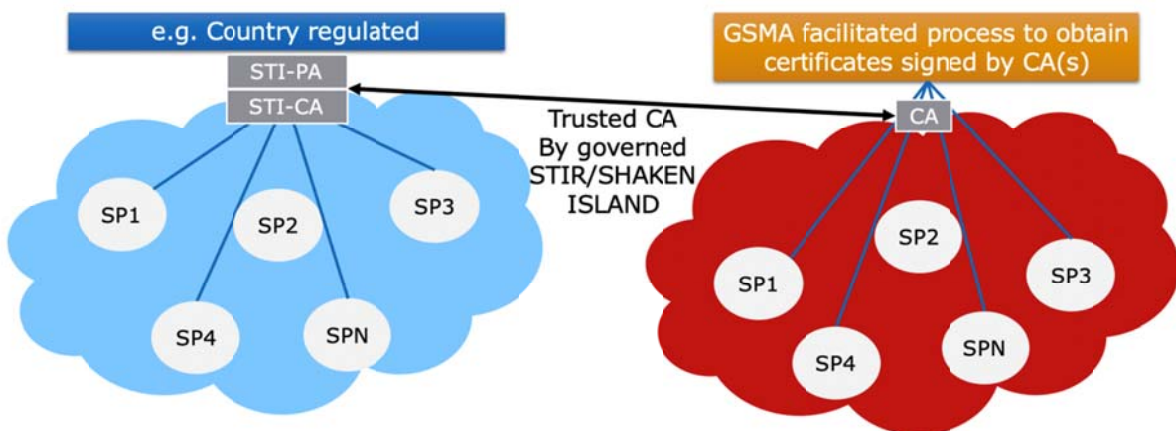 e.g. Country regulated
STI-PA
STI-CA
SP1
SP2
SP3
SP4
SPN
Trusted CA
By governed
STIR/SHAKEN
ISLAND
GSMA facilitated process to obtain
certificates signed by CA(s)
CA
SP1
SP2
SP3
SP4
SPN